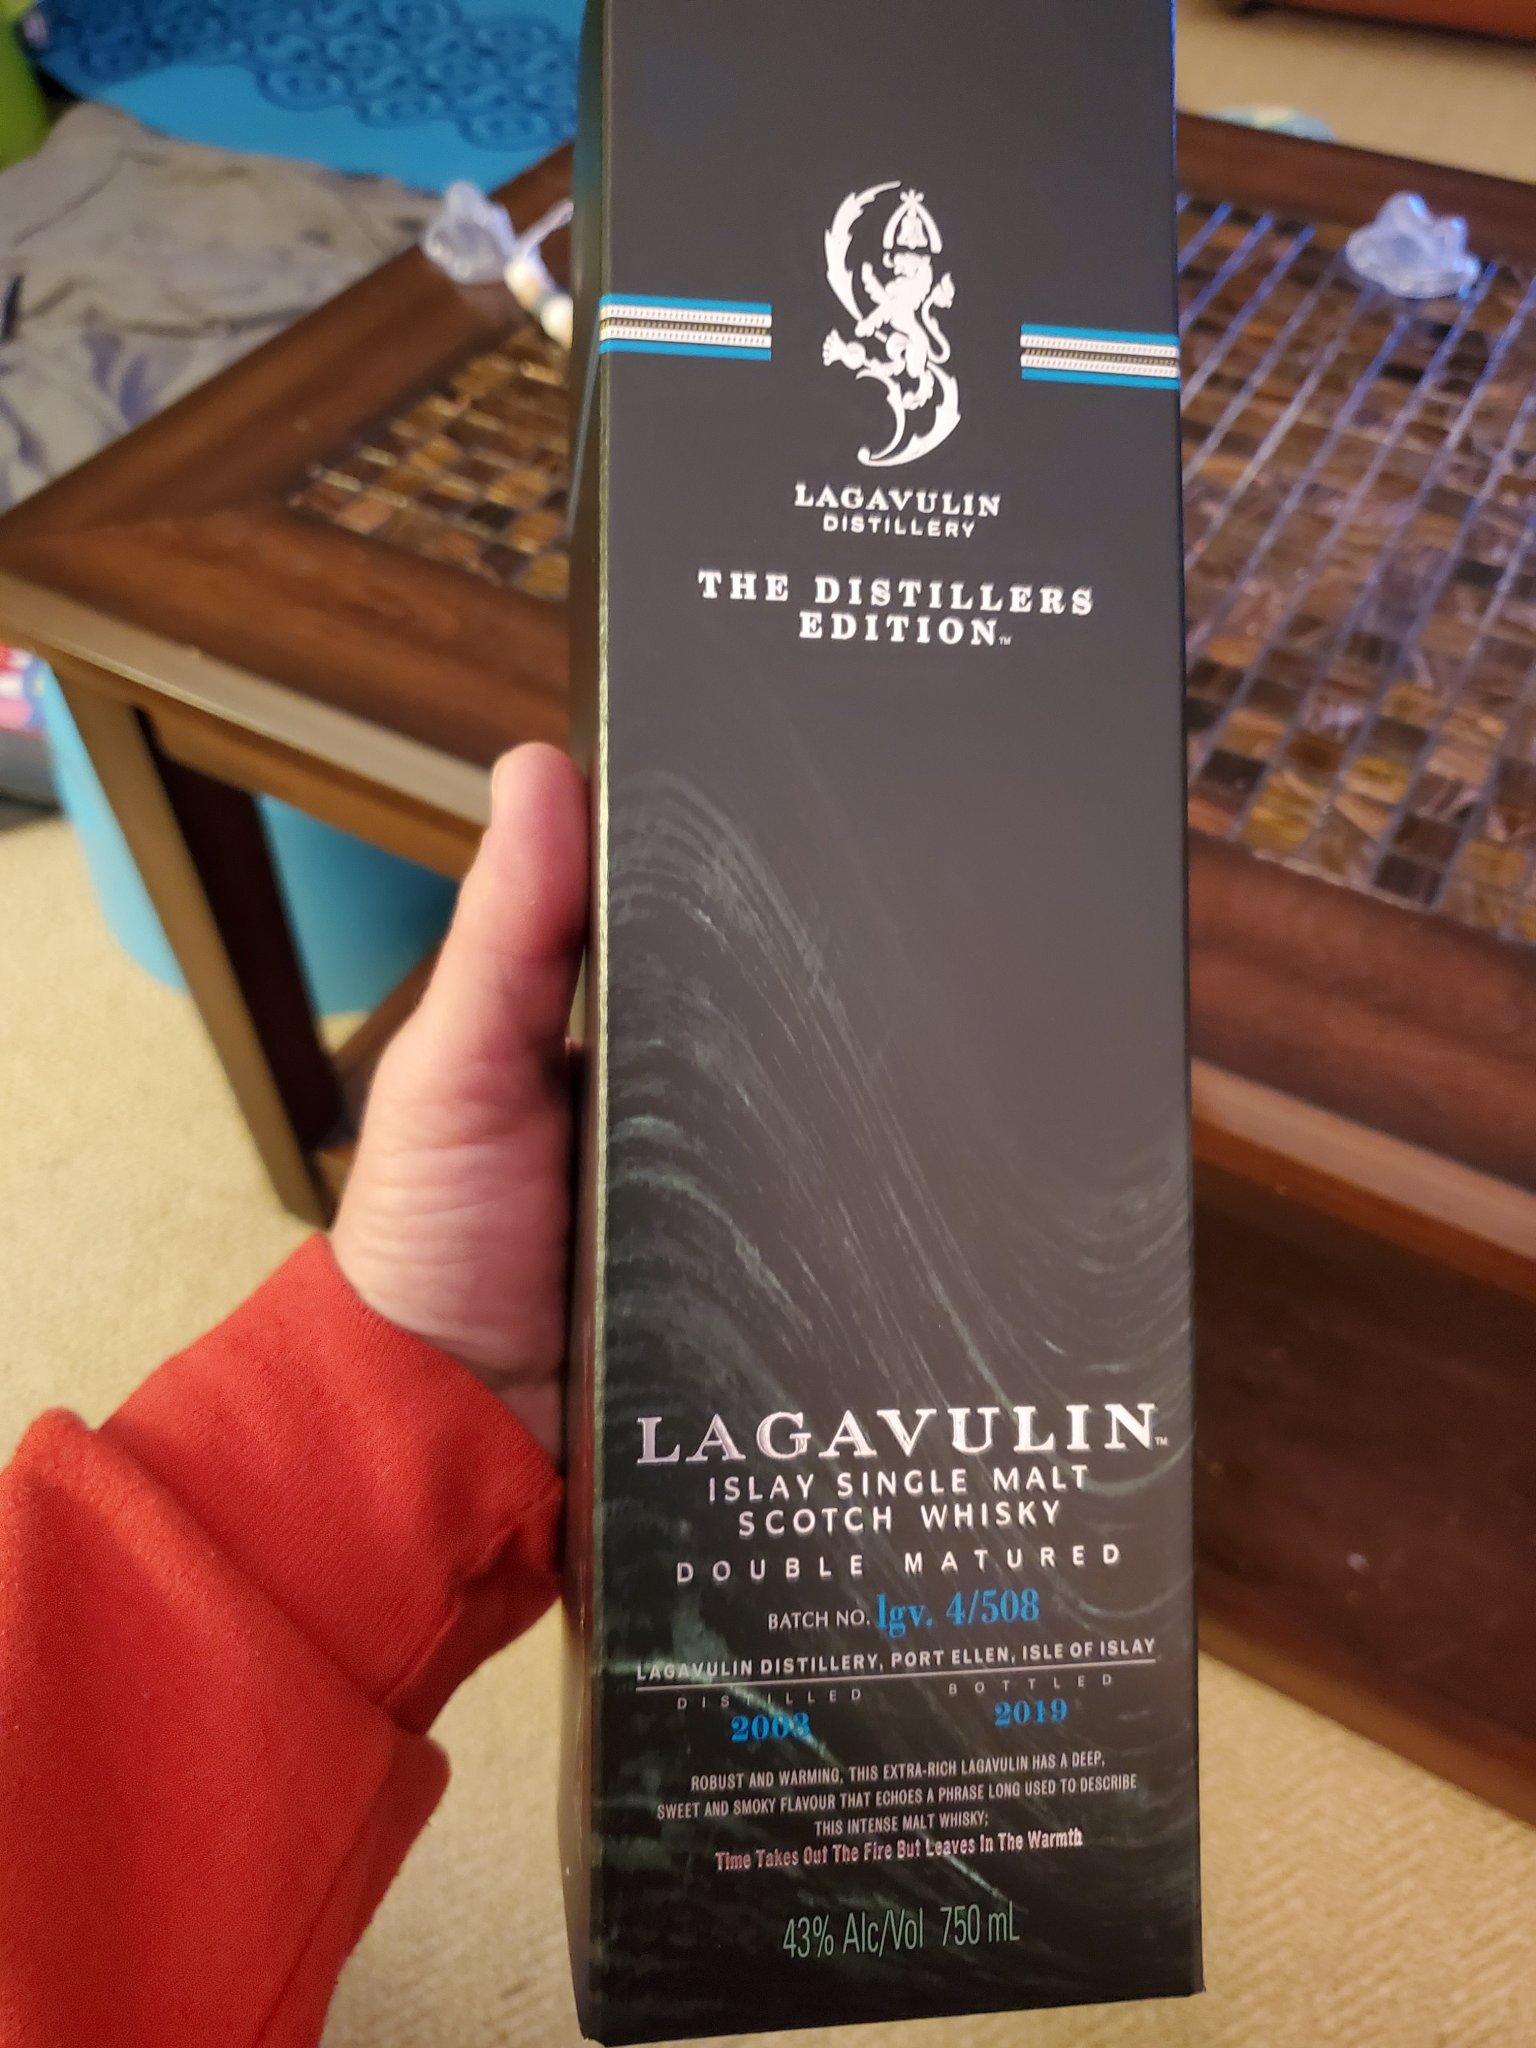 LAGAVULIN
DISTILLERY
THE DISTILLERS
EDITION™
LAGAVULIN™
ISLAY SINGLE MALT
SCOTCH WHISKY
DOUBLE MATURED
BATCH NO. lgv. 4/508
LAGAVULIN DISTILLERY, PORT ELLEN, ISLE OF ISLAY
DISTILLED BOTTLED
2003 2019
ROBUST AND WARMING, THIS EXTRA-RICH LAGAVULIN HAS A DEEP,
SWEET AND SMOKY FLAVOUR THAT ECHOES A PHRASE LONG USED TO DESCRIBE
THIS INTENSE MALT WHISKY;
Time Takes Out The Fire But Leaves In The Warmth
43% Alc/Vol 750 mL